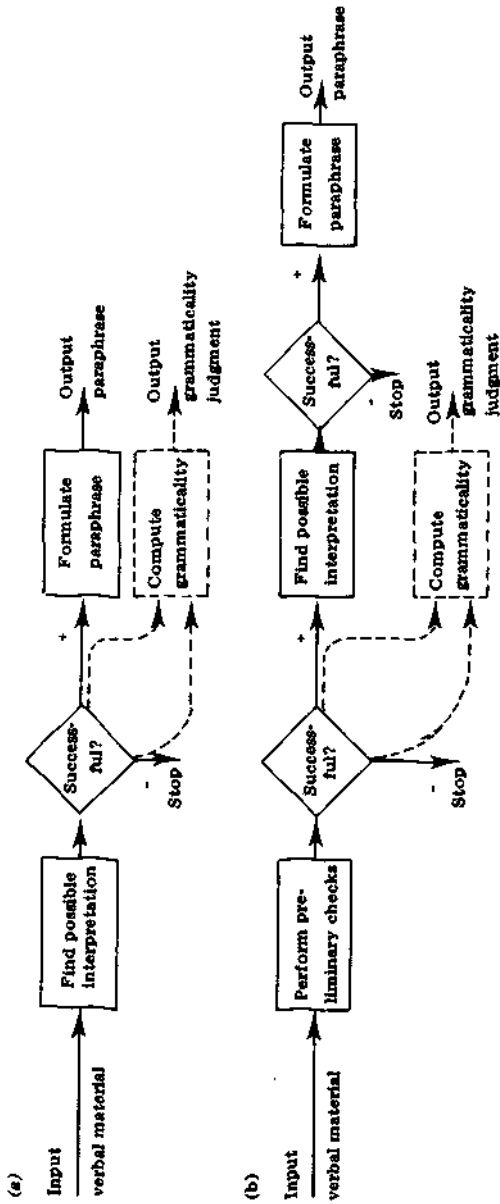 (a)
Input
verbal material
Find possible
interpretation
Success-
ful?
+
-
Stop
Formulate
paraphrase
Output
paraphrase
Compute
grammaticality
Output
grammaticality
judgment
(b)
Input
verbal material
Perform pre-
liminary checks
Success-
ful?
+
-
Stop
Find possible
interpretation
Success-
ful?
+
-
Stop
Formulate
paraphrase
Output
paraphrase
Compute
grammaticality
Output
grammaticality
judgment